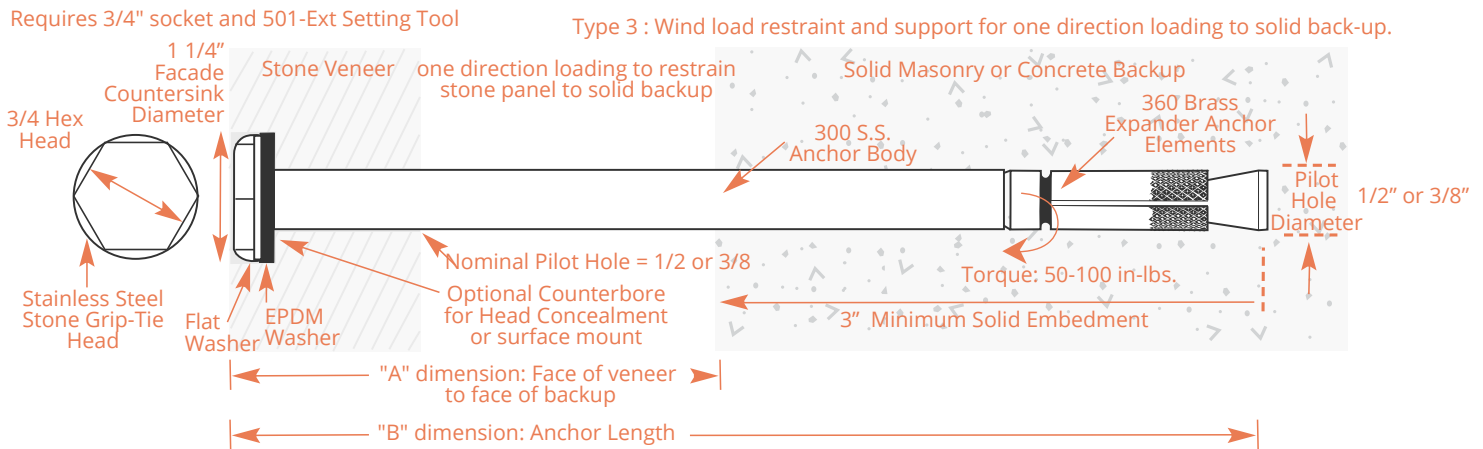 Requires 3/4" socket and 501-Ext Setting Tool
Type 3 : Wind load restraint and support for one direction loading to solid back-up.
1 1/4”
Facade
Countersink
Diameter
3/4 Hex
Head
Stone Veneer
one direction loading to restrain
stone panel to solid backup
Solid Masonry or Concrete Backup
300 S.S.
Anchor Body
360 Brass
Expander Anchor
Elements
Pilot
Hole
Diameter
1/2” or 3/8”
Nominal Pilot Hole = 1/2 or 3/8
Torque: 50-100 in-lbs.
Stainless Steel
Stone Grip-Tie
Head
Flat
Washer
EPDM
Washer
Optional Counterbore
for Head Concealment
or surface mount
3” Minimum Solid Embedment
"A" dimension: Face of veneer
to face of backup
"B" dimension: Anchor Length